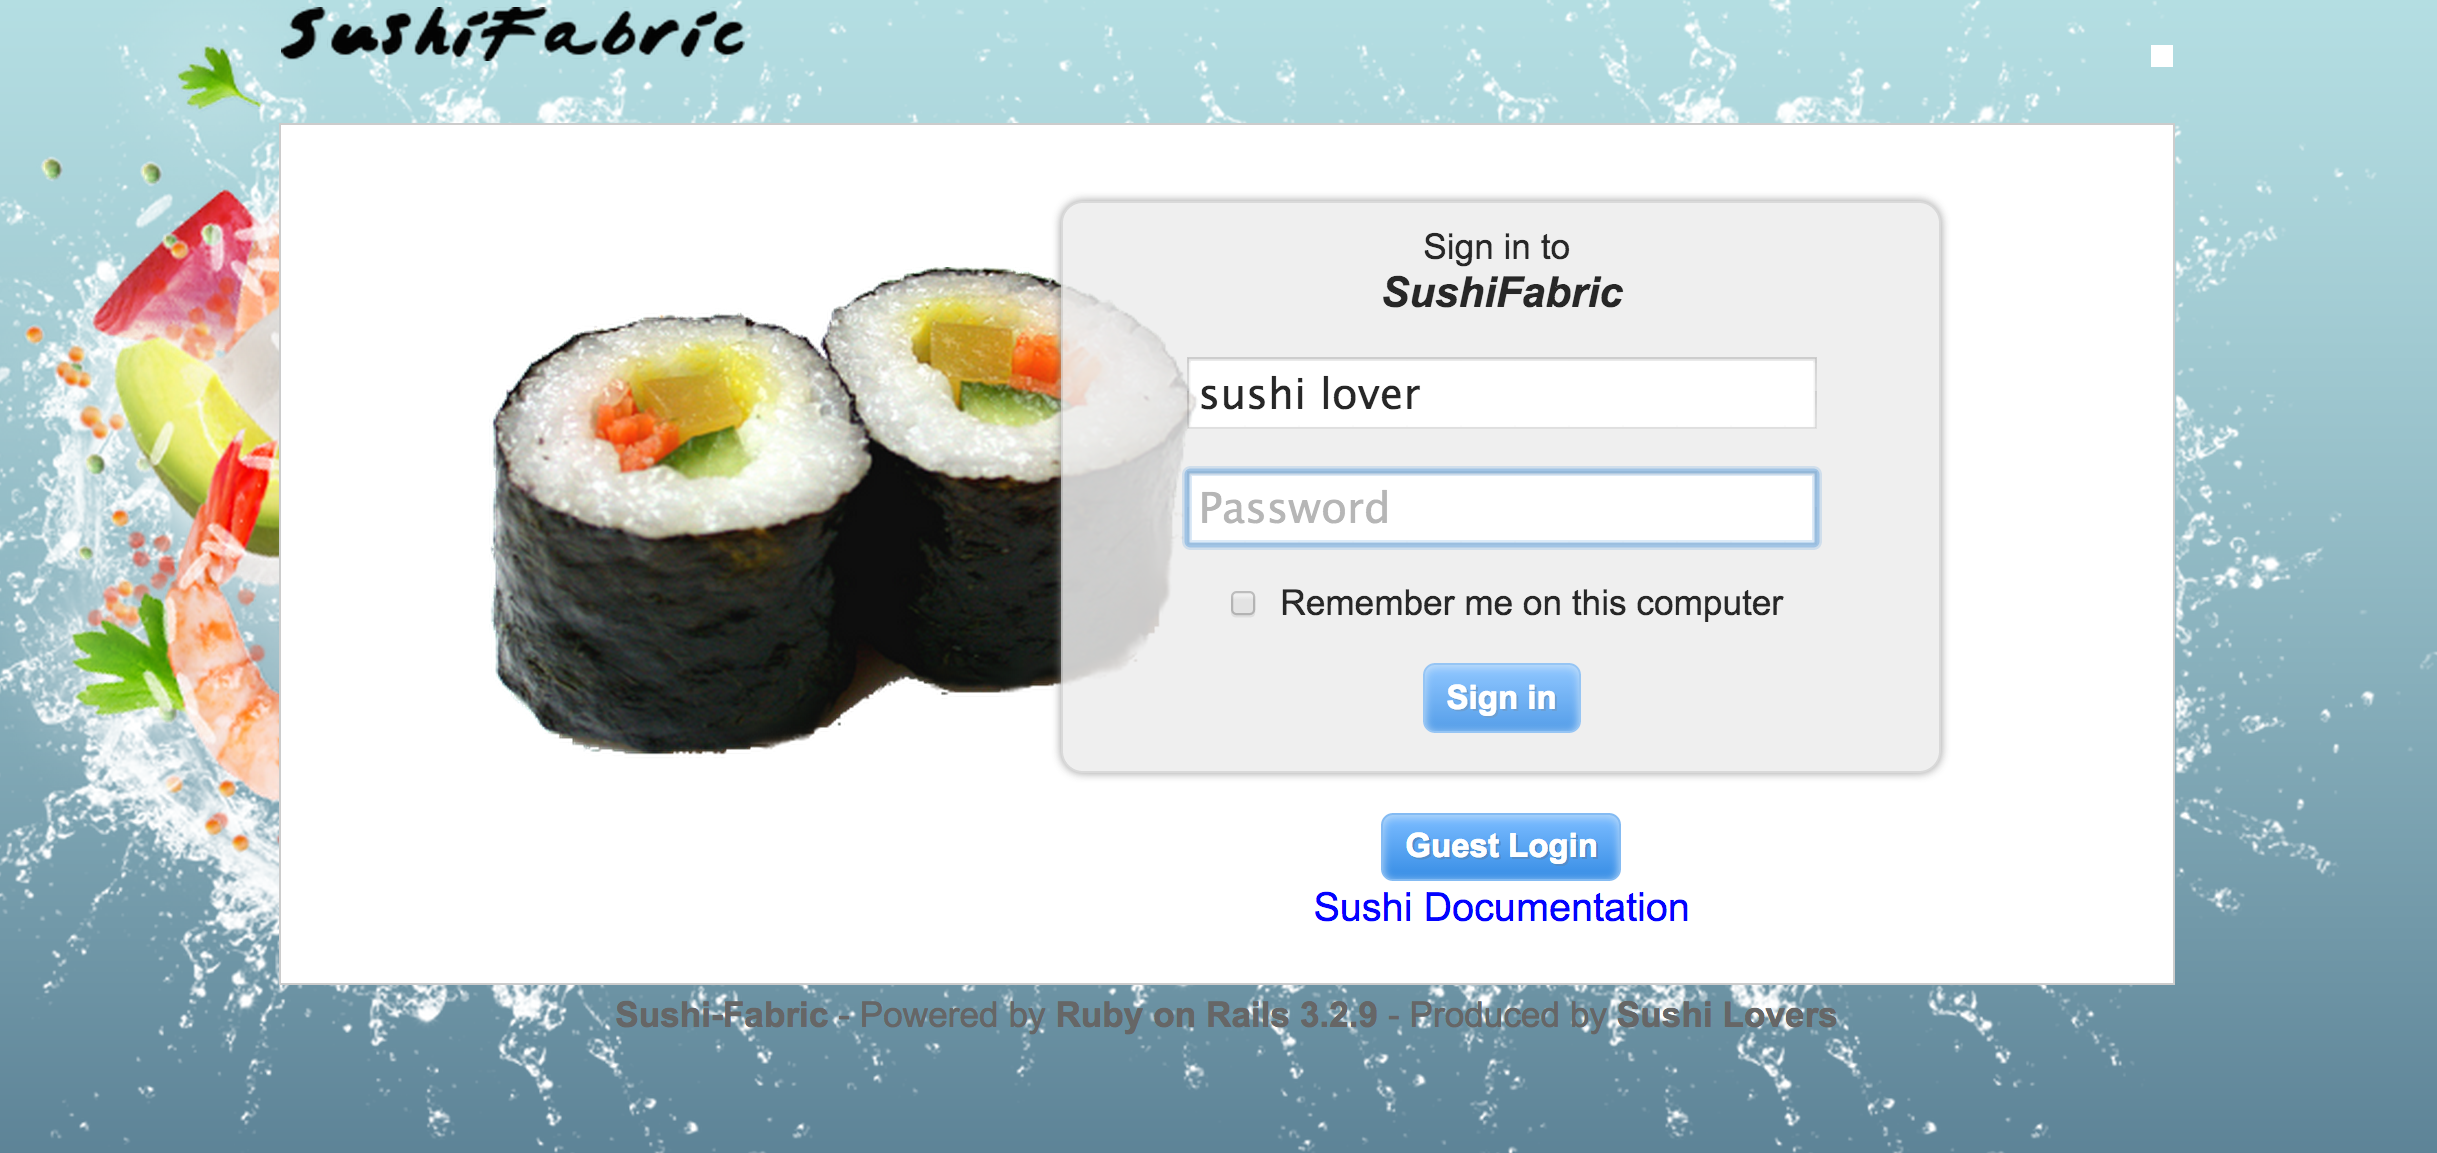 SushiFabric
Sign in to
SushiFabric
sushi lover
Password
Remember me on this computer
Sign in
Guest Login
Sushi Documentation
Sushi-Fabric - Powered by Ruby on Rails 3.2.9 - Produced by Sushi Lovers